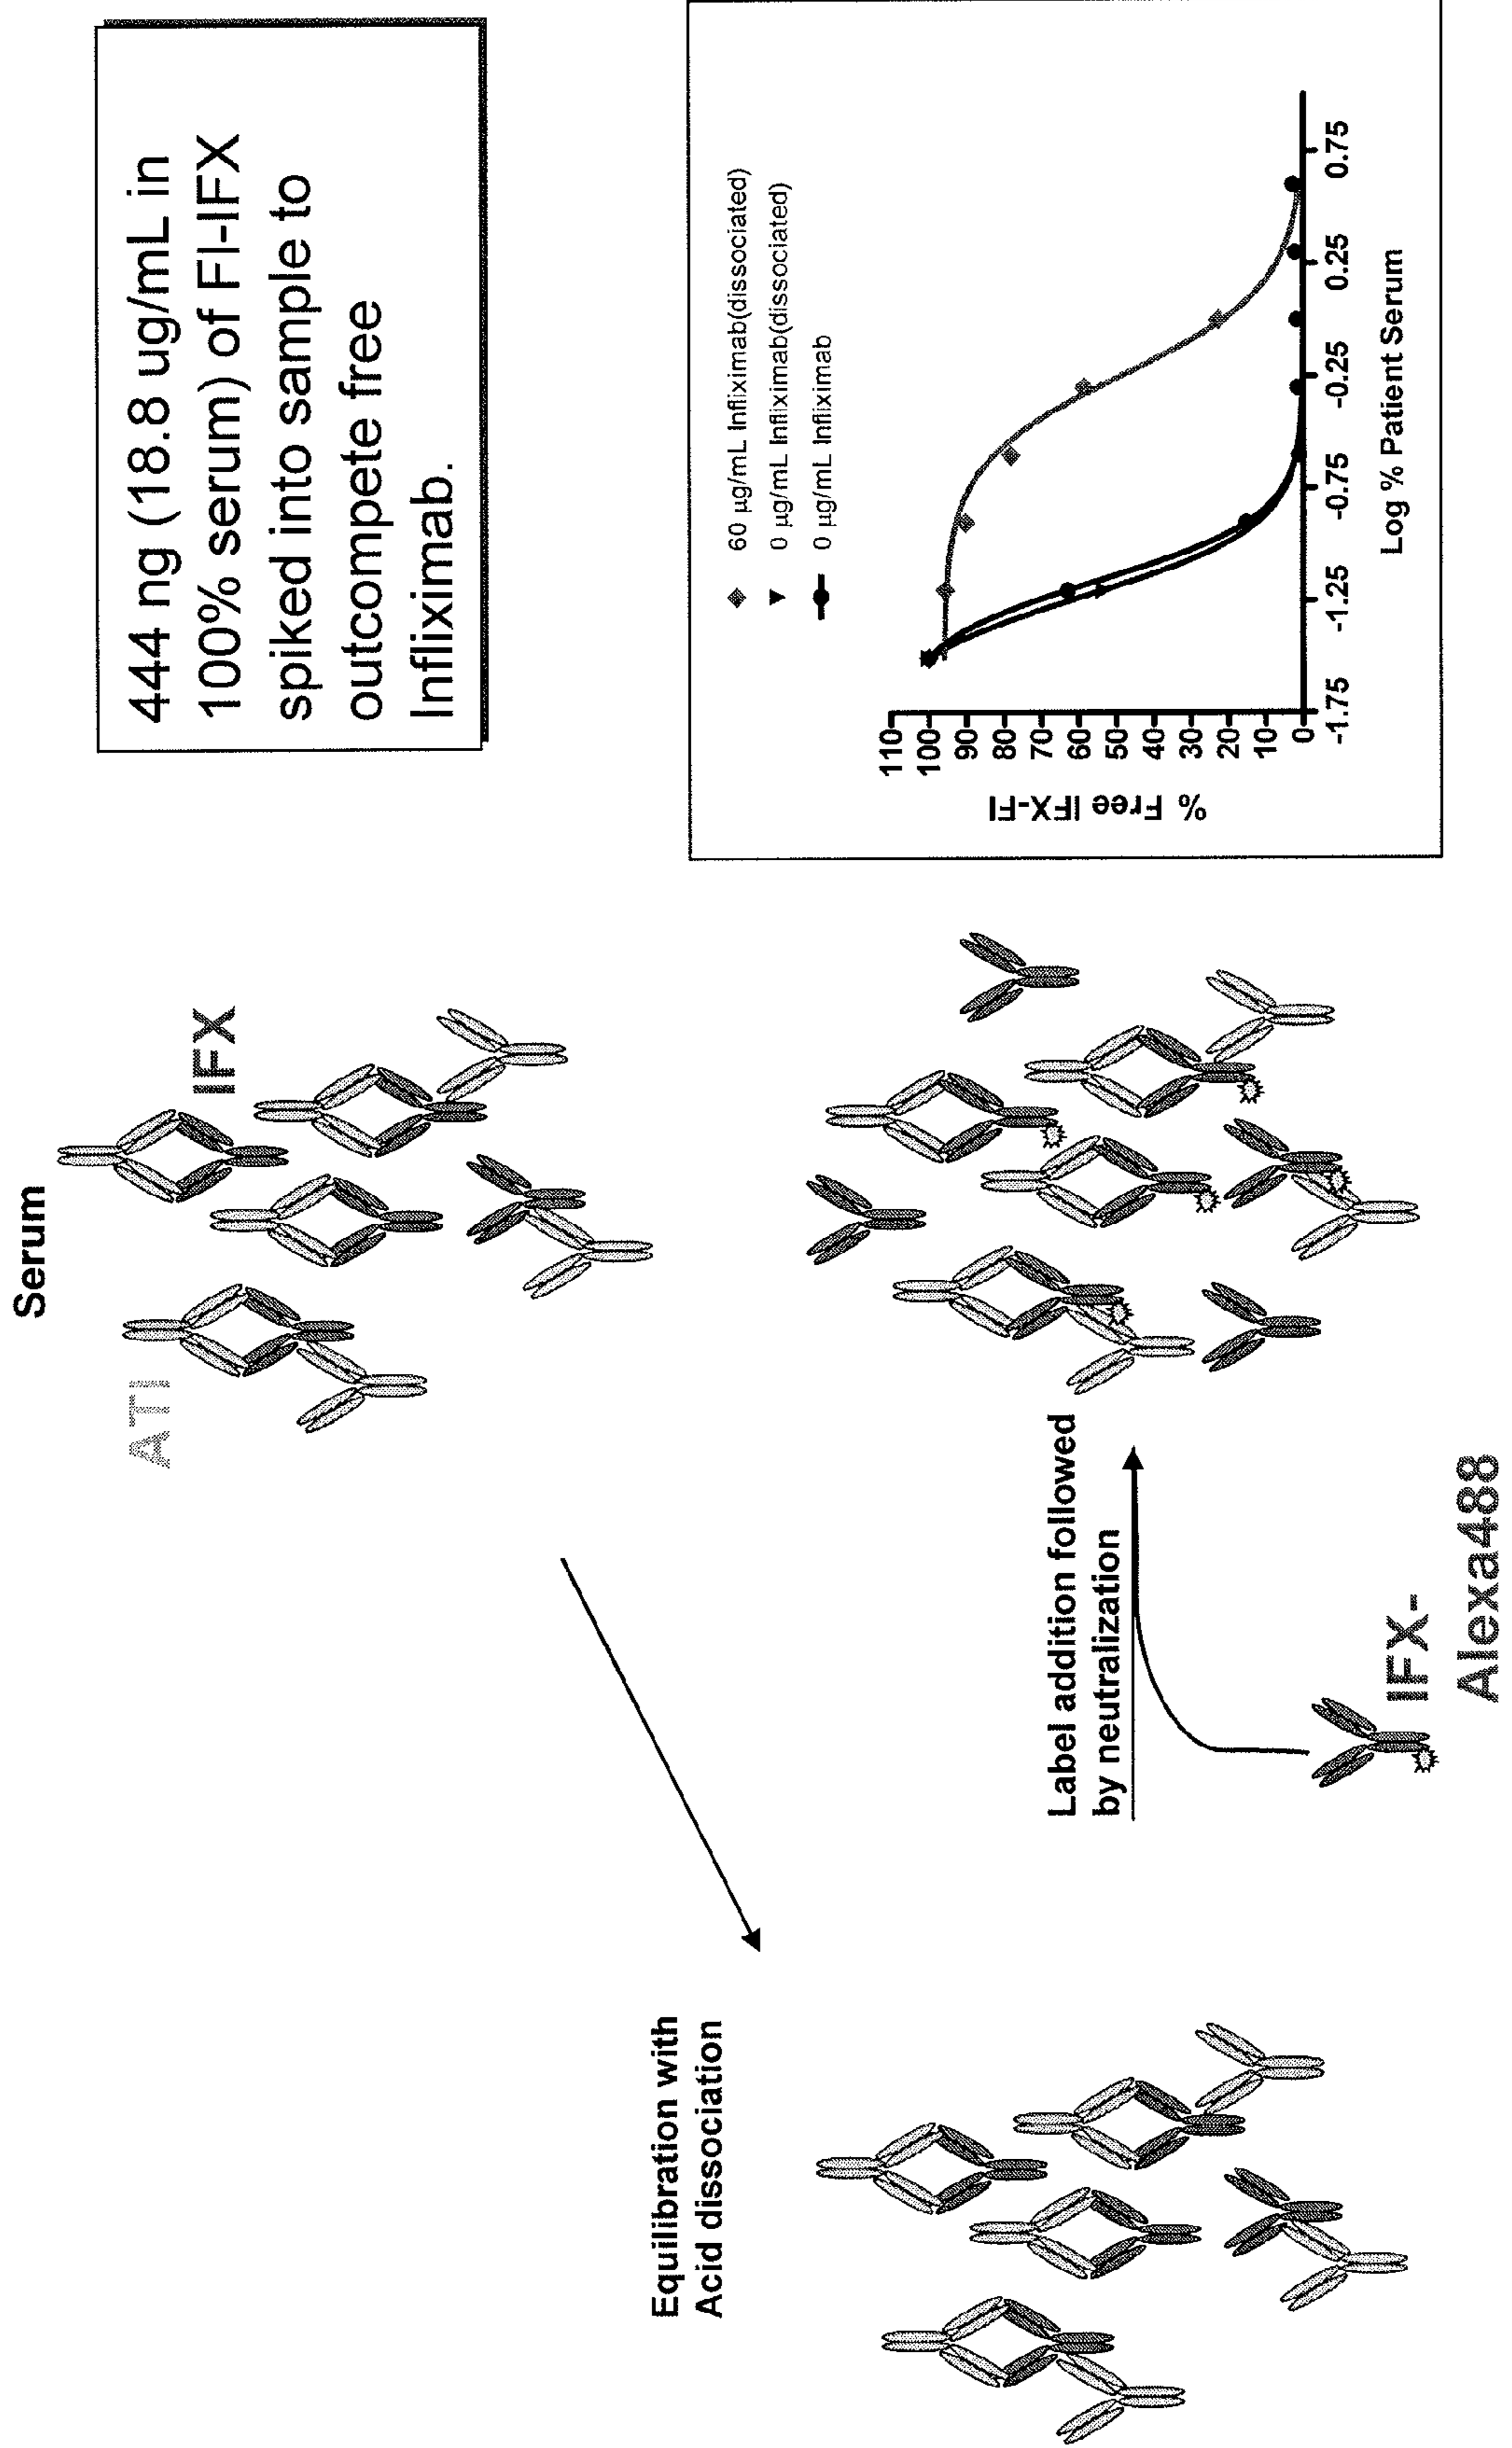 Serum
ATI
IFX
Equilibration with
Acid dissociation
Label addition followed
by neutralization
IFX-
Alexa488
444 ng (18.8 ug/mL in
100% serum) of FI-IFX
spiked into sample to
outcompete free
Infliximab.
60 µg/mL Infliximab(dissociated)
0 µg/mL Infliximab(dissociated)
0 µg/mL Infliximab
% Free IFX-FI
110
100
90
80
70
60
50
40
30
20
10
0
-1.75
-1.25
-0.75
-0.25
0.25
0.75
Log % Patient Serum